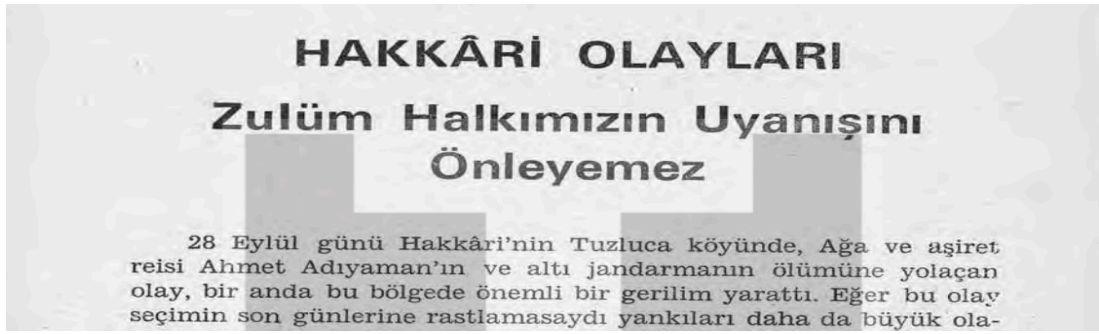 HAKKÂRİ OLAYLARI
Zulüm Halkımızın Uyanışını
Önleyemez
28 Eylül günü Hakkâri'nin Tuzluca köyünde, Ağa ve aşiret
reisi Ahmet Adıyaman'ın ve altı jandarmanın ölümüne yolaçan
olay, bir anda bu bölgede önemli bir gerilim yarattı. Eğer bu olay
seçimin son günlerine rastlamasaydı yankıları daha da büyük ola-